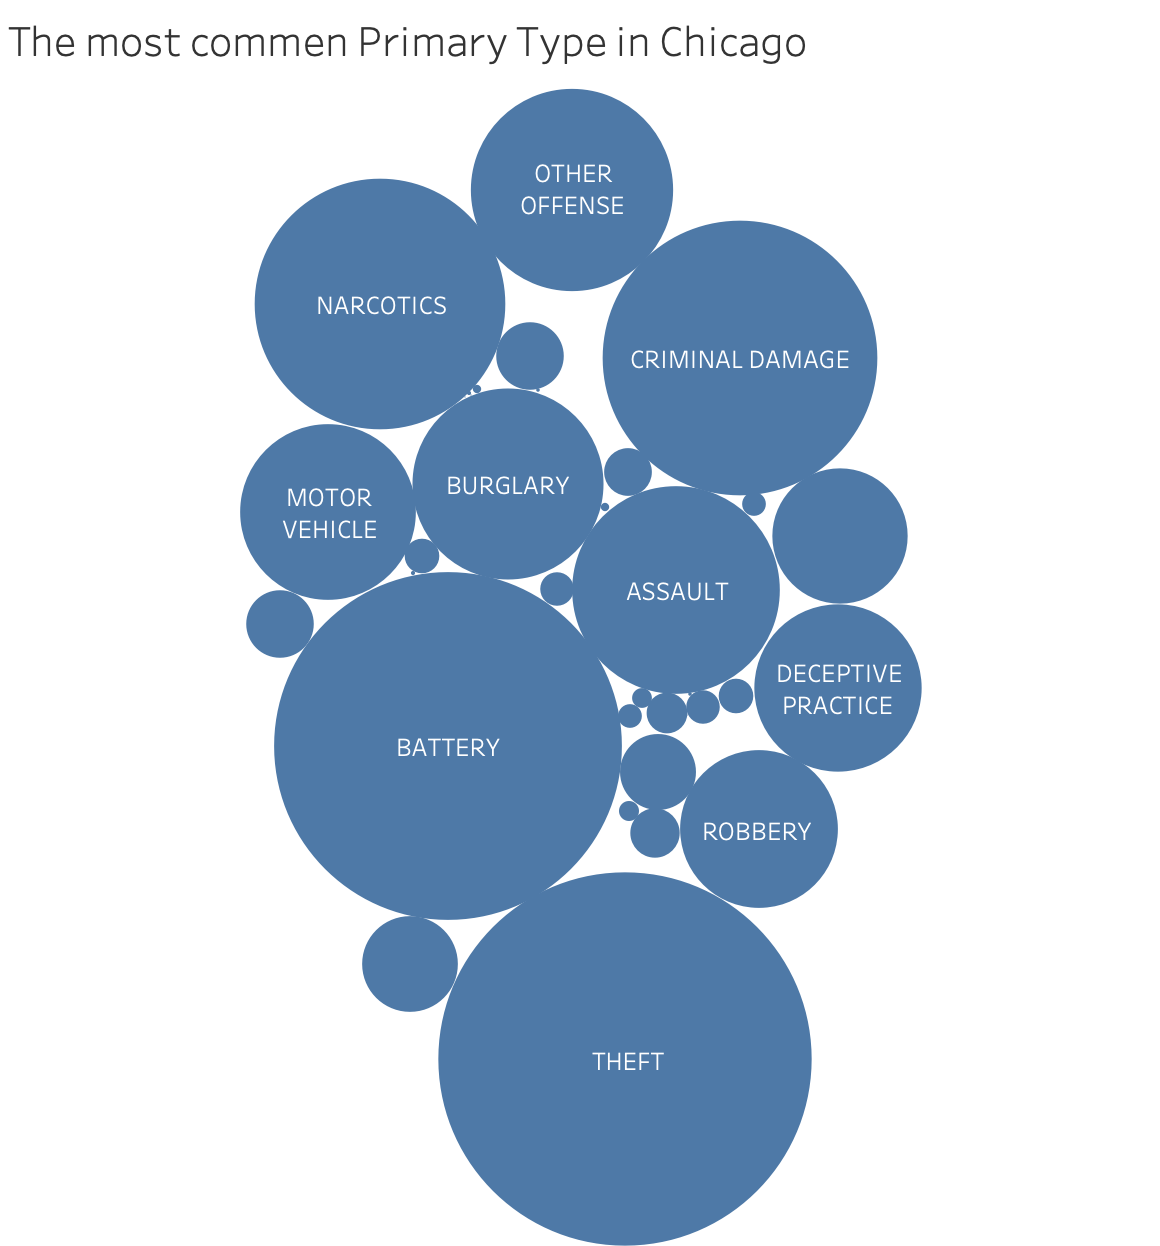 The most commen Primary Type in Chicago
OTHER
OFFENSE
NARCOTICS
CRIMINAL DAMAGE
BURGLARY
MOTOR
VEHICLE
ASSAULT
DECEPTIVE
PRACTICE
BATTERY
ROBBERY
THEFT